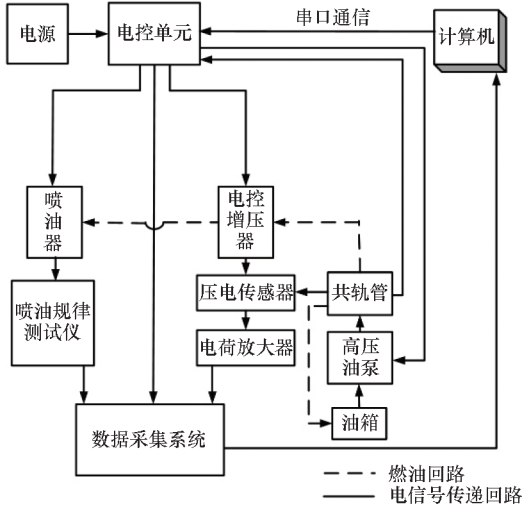 串口通信
电源
电控单元
计算机
喷
油
器
电控
增压
器
喷油规律
测试仪
压电传感器
共轨管
电荷放大器
高压
油泵
油箱
数据采集系统
燃油回路
电信号传递回路